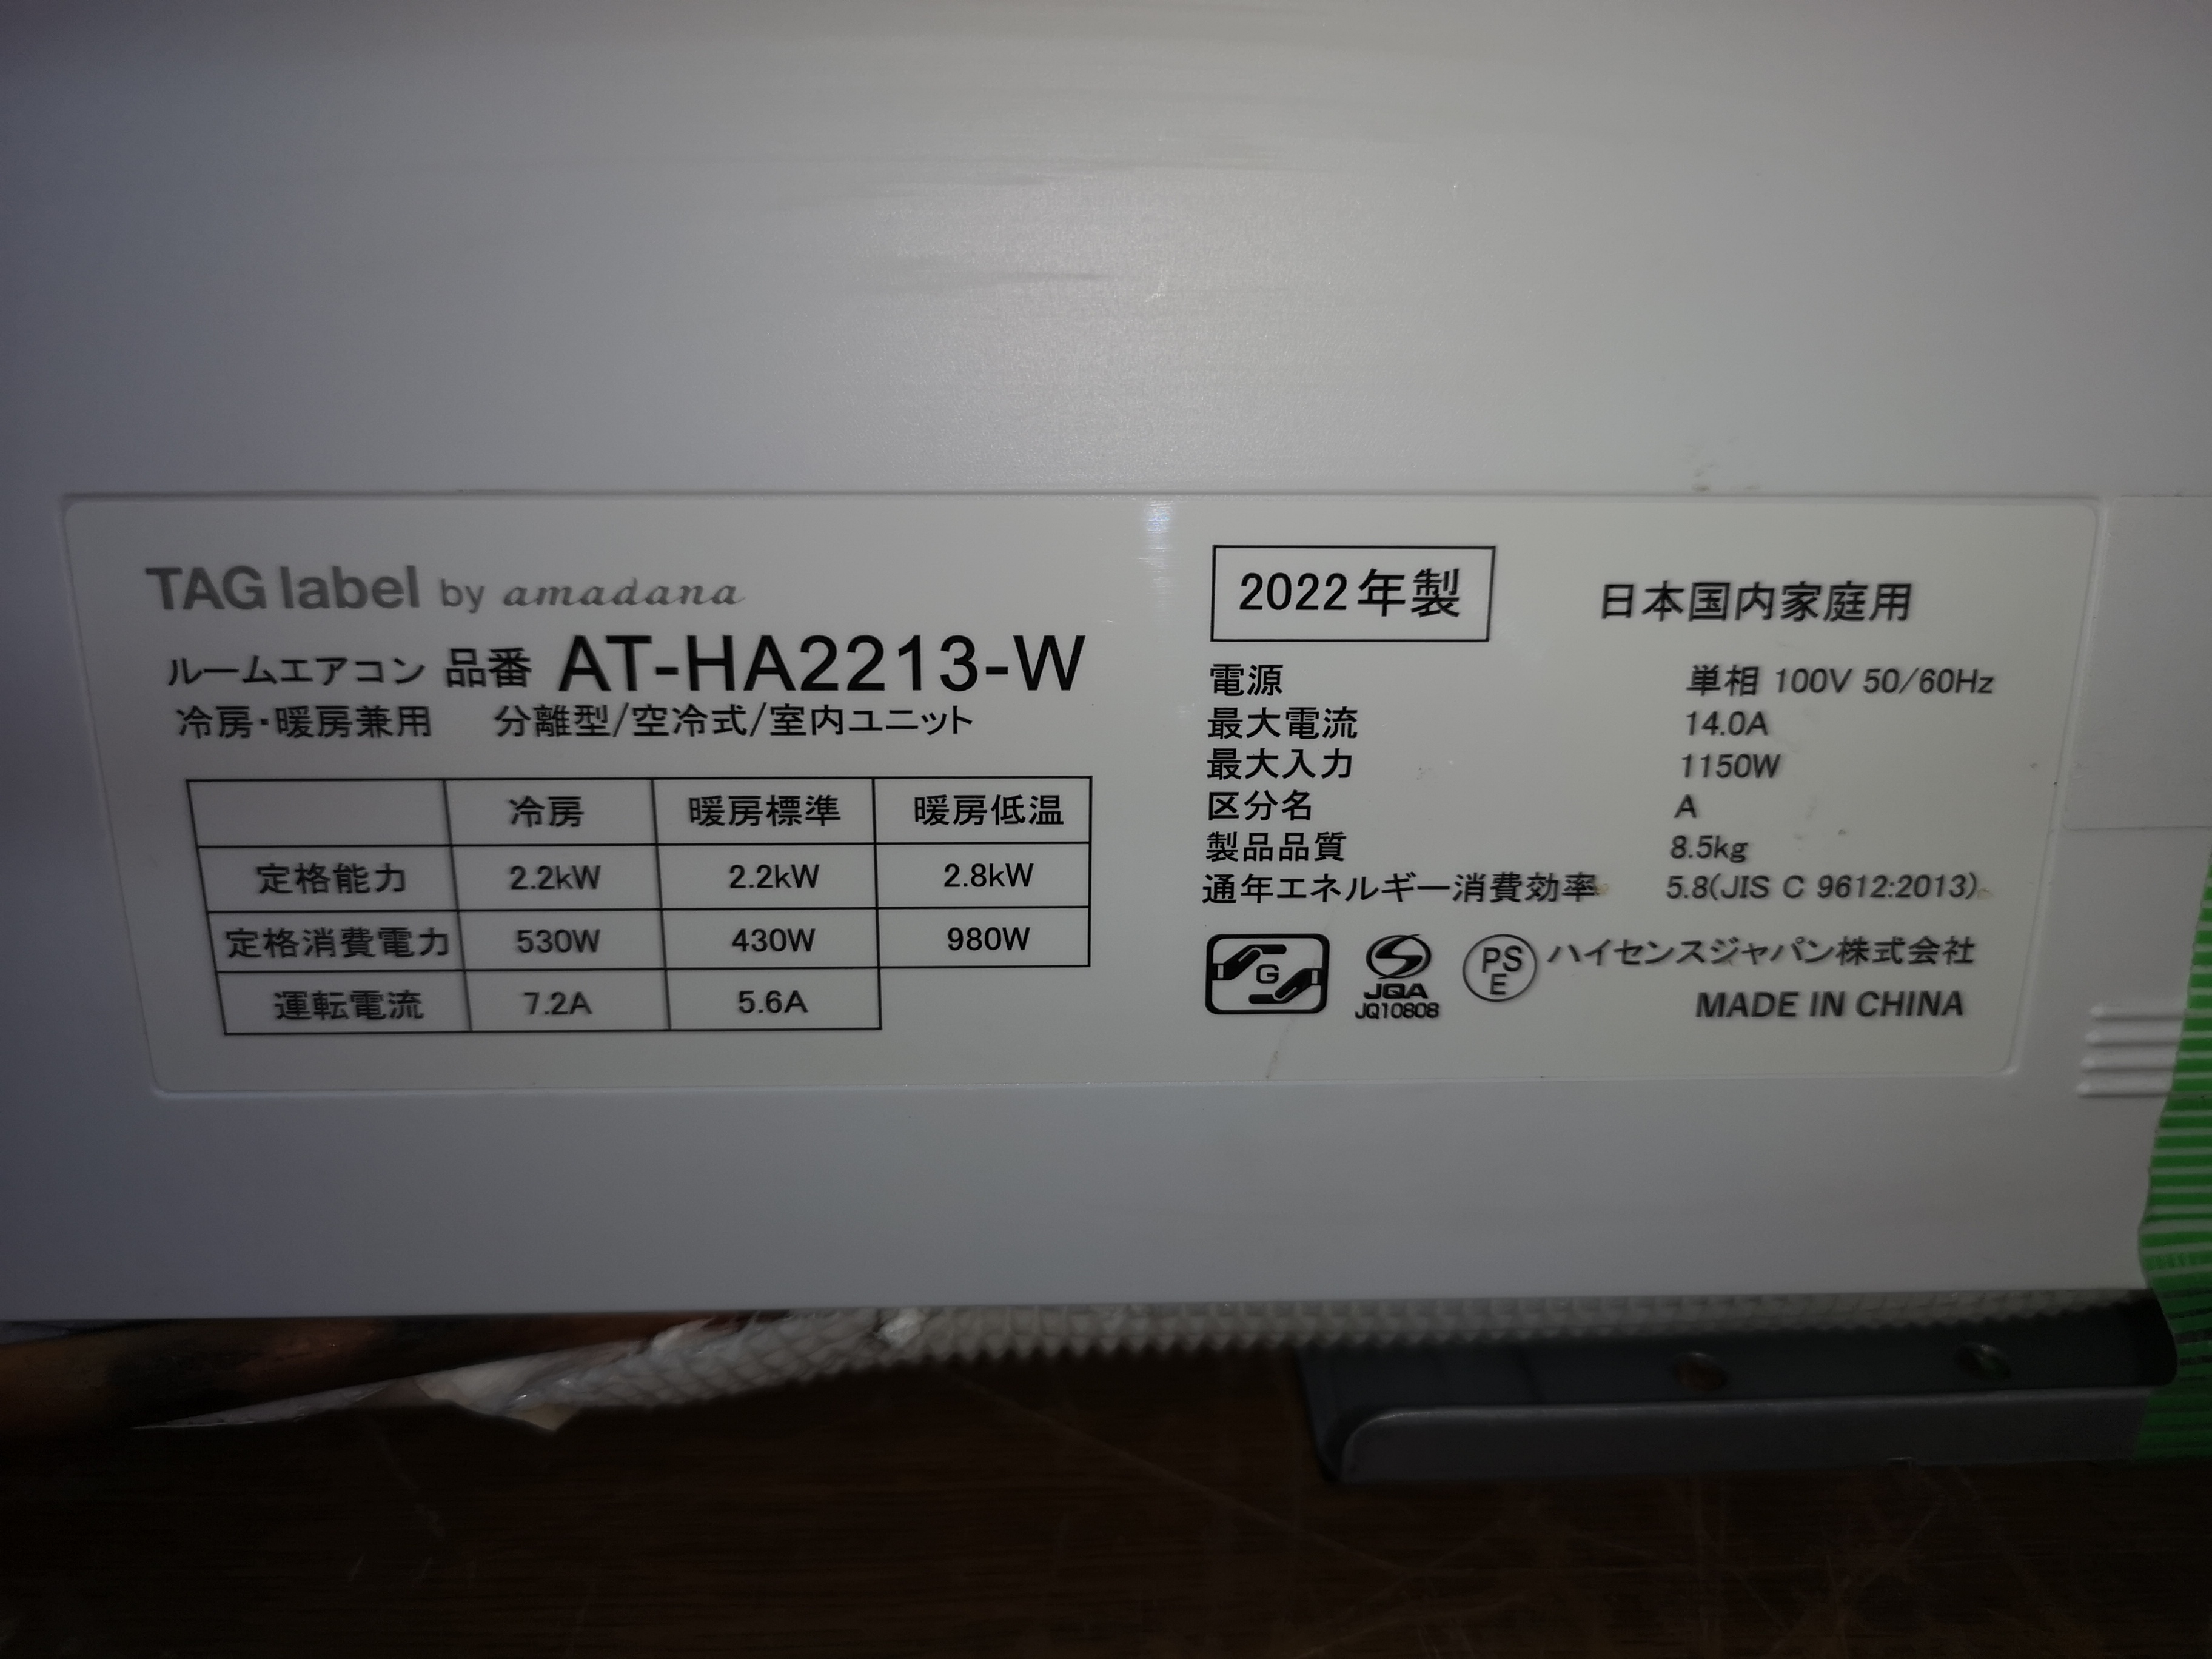 TAG label by amadana
ルームエアコン 品番 AT-HA2213-W
冷房・暖房兼用 分離型/空冷式/室内ユニット
冷房 暖房標準 暖房低温
定格能力 2.2kW 2.2kW 2.8kW
定格消費電力 530W 430W 980W
運転電流 7.2A 5.6A
2022年製 日本国内家庭用
電源 単相 100V 50/60Hz
最大電流 14.0A
最大入力 1150W
区分名 A
製品品質 8.5kg
通年エネルギー消費効率 5.8(JIS C 9612:2013)
G JQA PSE ハイセンスジャパン株式会社
JQ10808 MADE IN CHINA